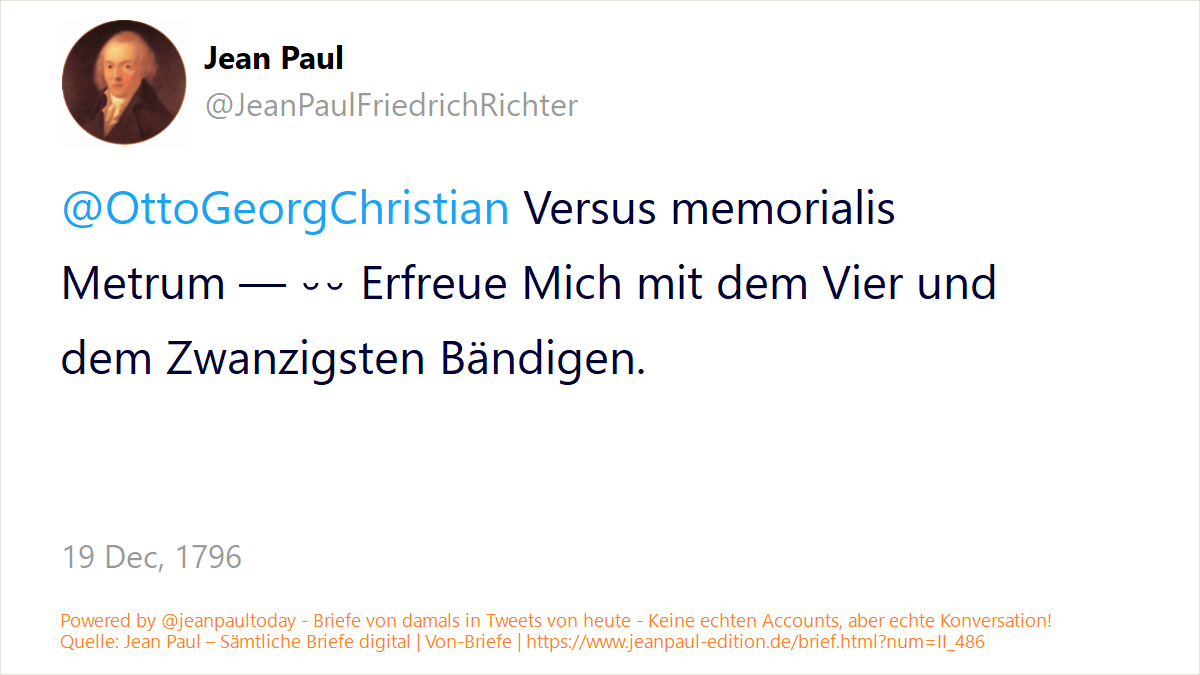 Jean Paul
@JeanPaulFriedrichRichter
@OttoGeorgChristian Versus memorialis
Metrum — ᴗᴗ Erfreue Mich mit dem Vier und
dem Zwanzigsten Bändigen.
19 Dec, 1796
Powered by @jeanpaultoday - Briefe von damals in Tweets von heute - Keine echten Accounts, aber echte Konversation!
Quelle: Jean Paul – Sämtliche Briefe digital | Von-Briefe | https://www.jeanpaul-edition.de/brief.html?num=II_486